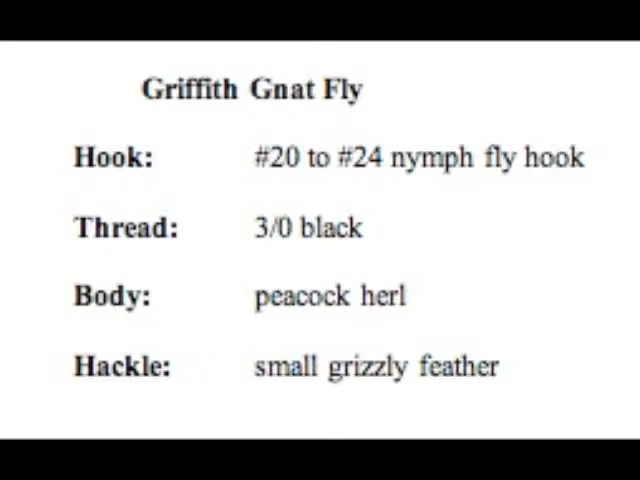 Griffith Gnat Fly
Hook: #20 to #24 nymph fly hook
Thread: 3/0 black
Body: peacock herl
Hackle: small grizzly feather